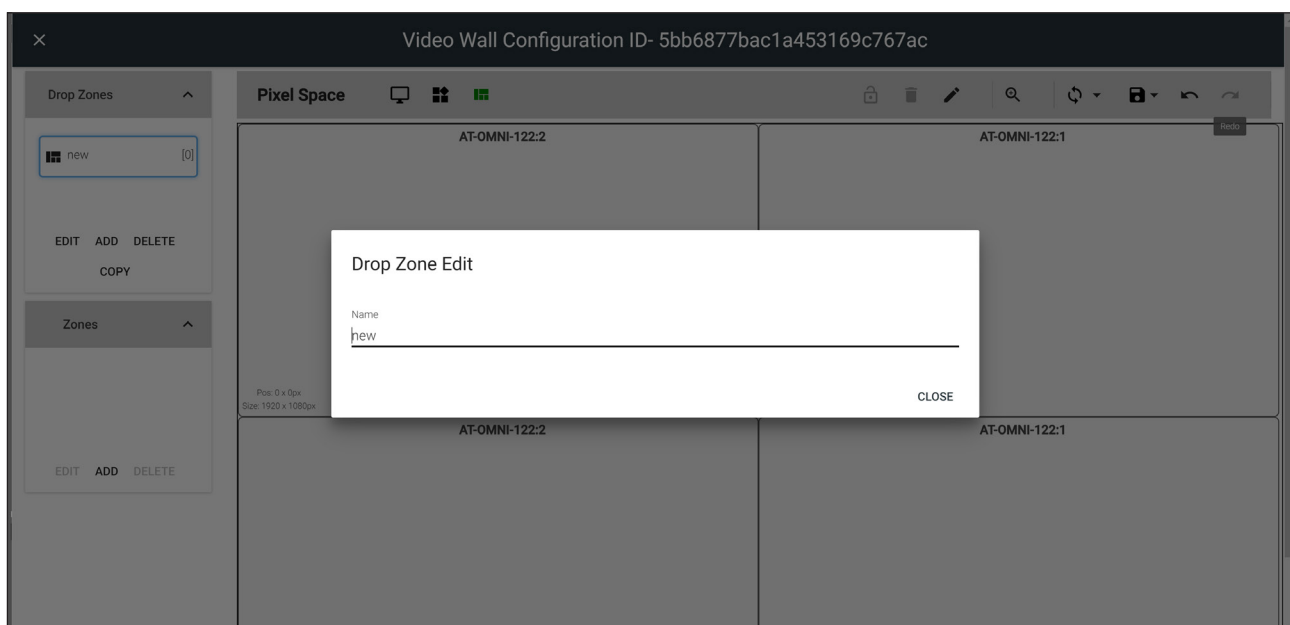 Video Wall Configuration ID- 5bb6877bac1a453169c767ac
Drop Zones
Pixel Space
Redo
new [0]
AT-OMNI-122:2
AT-OMNI-122:1
EDIT ADD DELETE
COPY
Zones
EDIT ADD DELETE
Drop Zone Edit
Name
new
CLOSE
Pos: 0 x 0px
Size: 1920 x 1080px
AT-OMNI-122:2
AT-OMNI-122:1